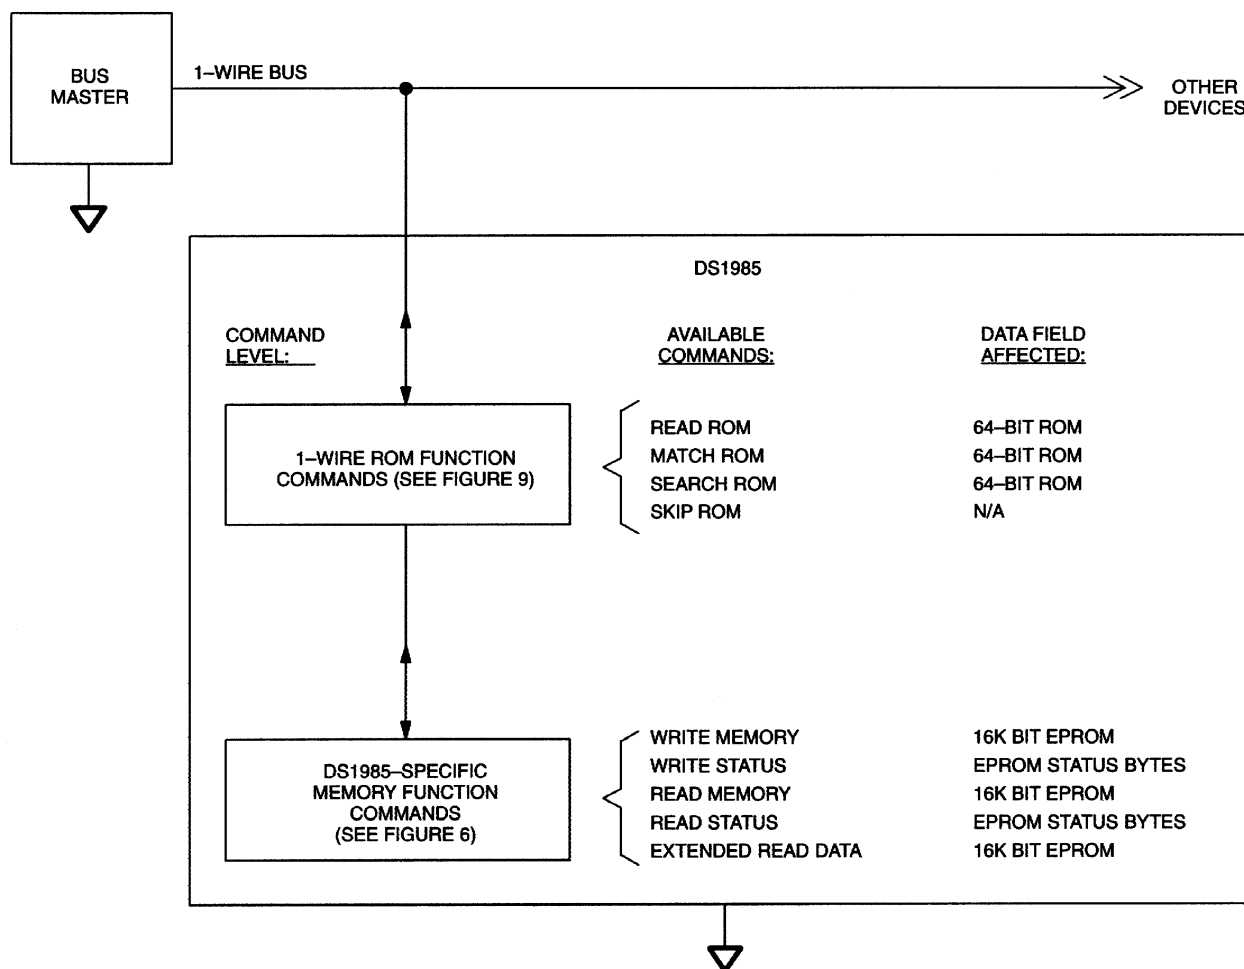 BUS
MASTER
1–WIRE BUS
OTHER
DEVICES
DS1985
COMMAND
LEVEL:
AVAILABLE
COMMANDS:
DATA FIELD
AFFECTED:
1–WIRE ROM FUNCTION
COMMANDS (SEE FIGURE 9)
READ ROM 64–BIT ROM
MATCH ROM 64–BIT ROM
SEARCH ROM 64–BIT ROM
SKIP ROM N/A
DS1985–SPECIFIC
MEMORY FUNCTION
COMMANDS
(SEE FIGURE 6)
WRITE MEMORY 16K BIT EPROM
WRITE STATUS EPROM STATUS BYTES
READ MEMORY 16K BIT EPROM
READ STATUS EPROM STATUS BYTES
EXTENDED READ DATA 16K BIT EPROM